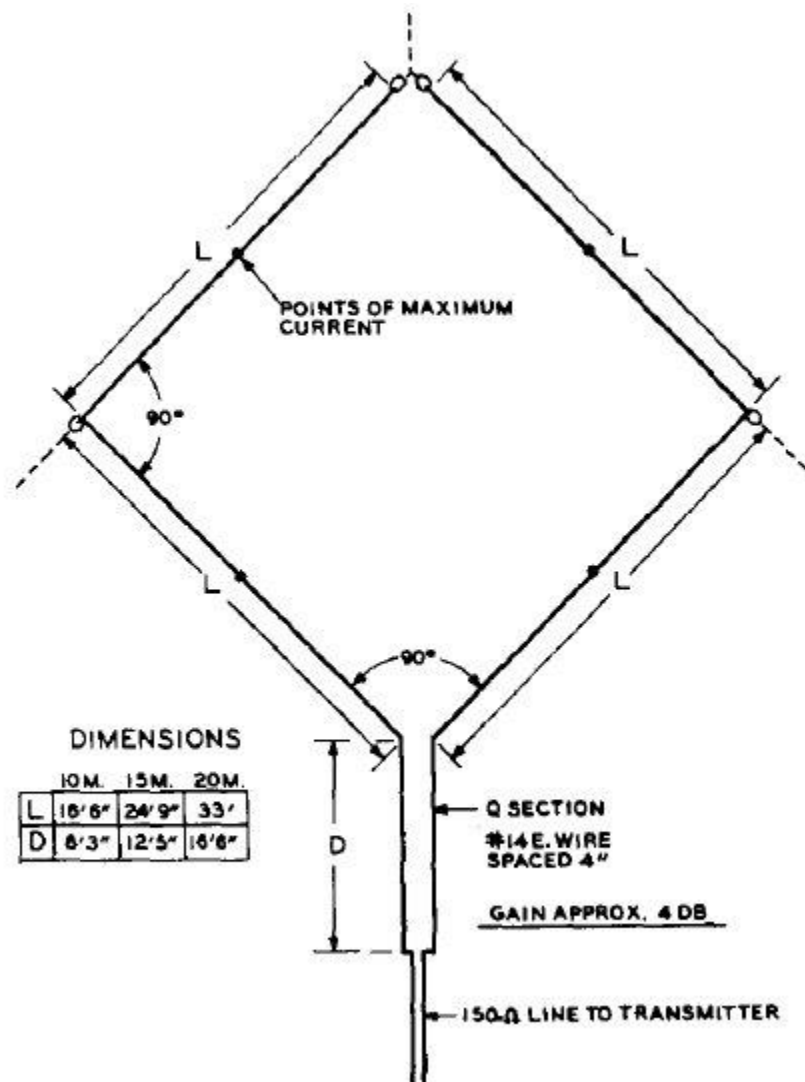 L
L
POINTS OF MAXIMUM
CURRENT
90°
L
L
90°
DIMENSIONS
10M. 15M. 20M.
L 16'6" 24'9" 33'
D 8'3" 12'5" 16'6"
D
Q SECTION
#14E. WIRE
SPACED 4"
GAIN APPROX. 4 DB
150-Ω LINE TO TRANSMITTER